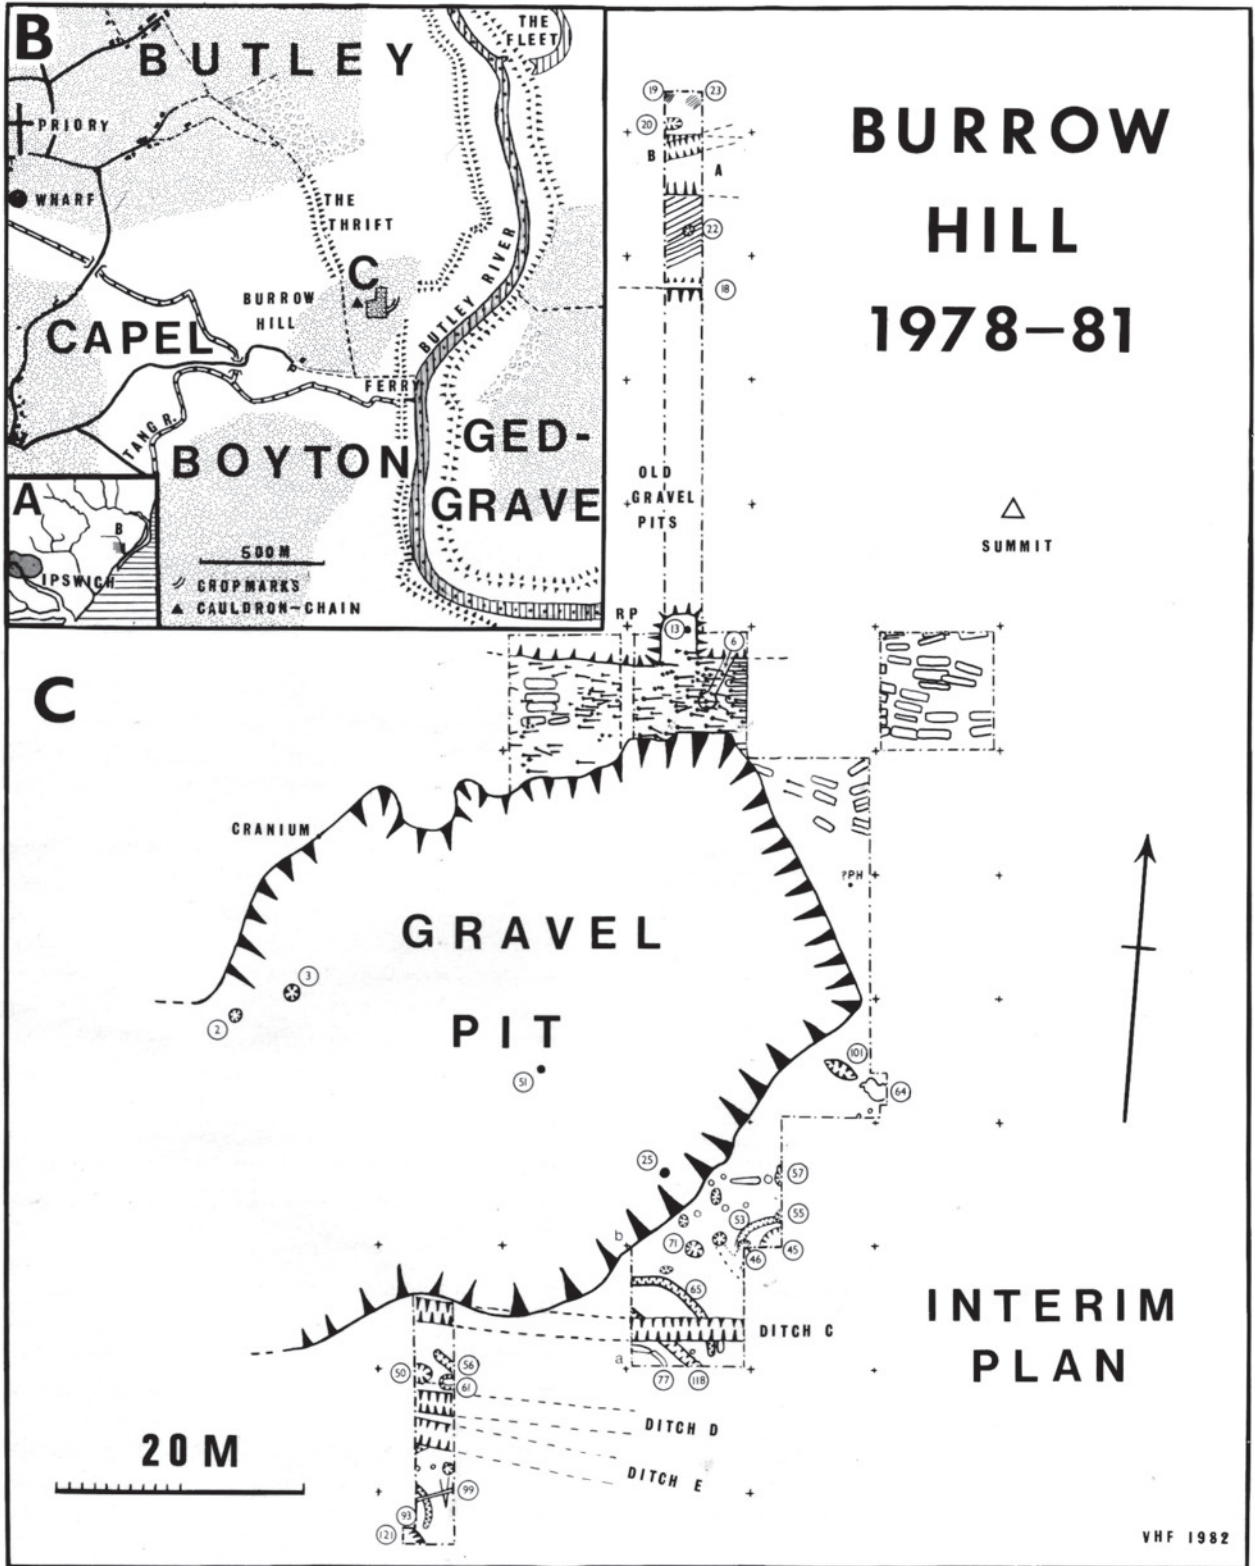 B
BUTLEY
THE
FLEET
PRIORY
WHARF
THE
THRIFT
C
BURROW
HILL
BUTLEY RIVER
CAPEL
FERRY
TANG R.
BOYTON
GED-
GRAVE
A
B
IPSWICH
500M
CROPMARKS
CAULDRON-CHAIN
BURROW
HILL
1978-81
19
23
20
B
A
22
18
OLD
GRAVEL
PITS
SUMMIT
RP
13
6
C
CRANIUM
?PH
GRAVEL
PIT
3
2
51
101
64
25
57
53
55
b
71
46
45
65
DITCH C
a
77
118
50
56
61
DITCH D
DITCH E
99
93
121
20M
INTERIM
PLAN
VHF 1982